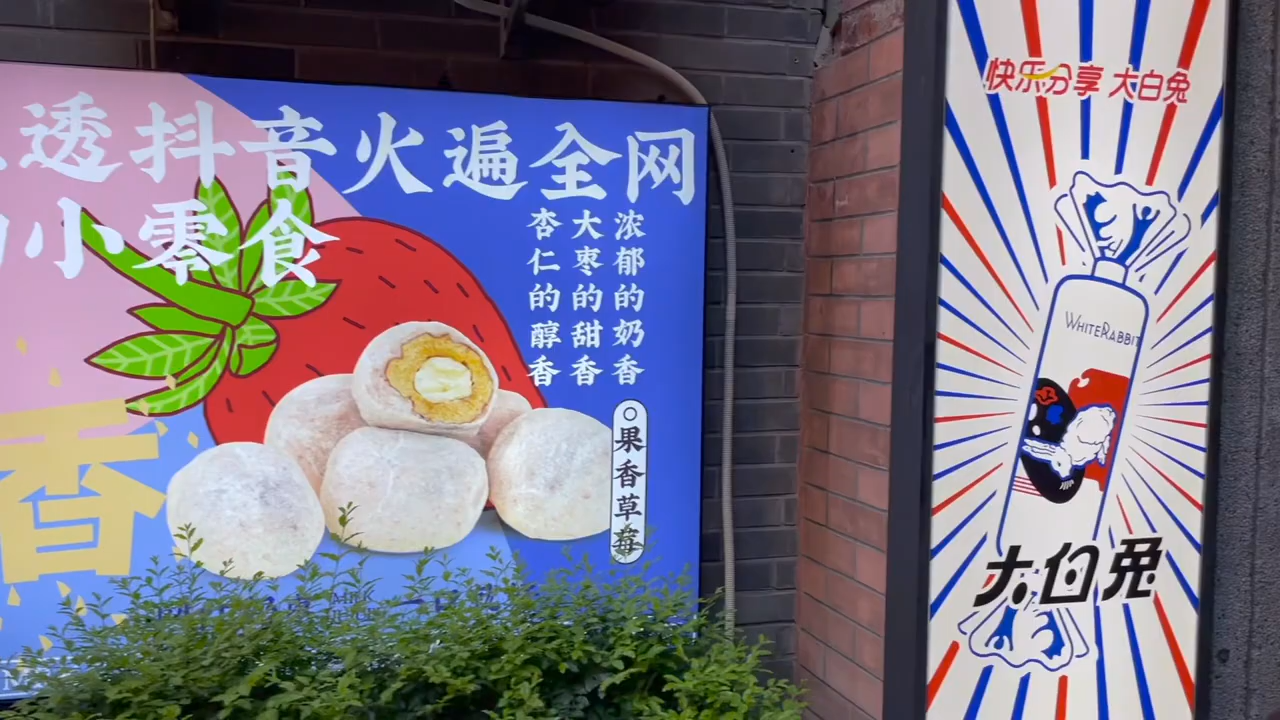 透抖音火遍全网
小零食
浓郁的奶香
大枣的甜香
杏仁的醇香
果香草莓
香
快乐分享 大白兔
WHITE RABBIT
大白兔